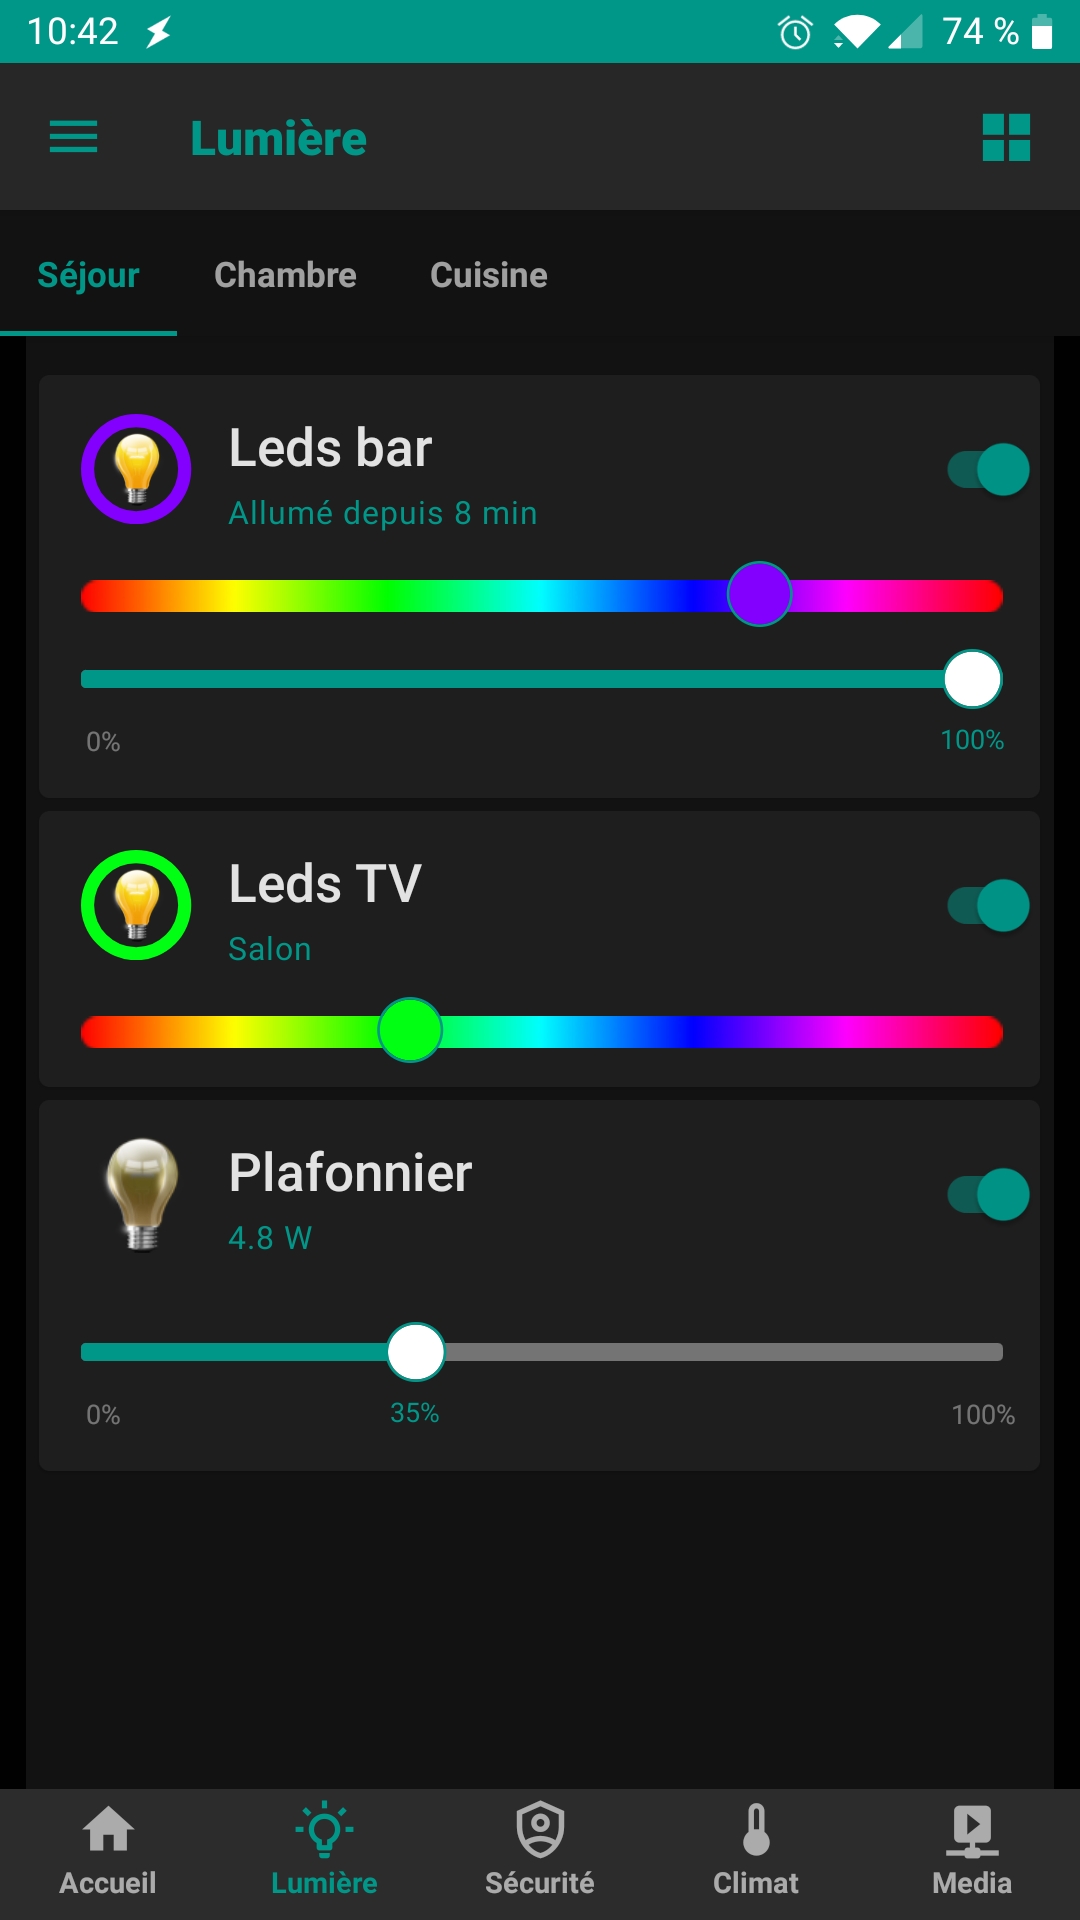 10:42 74 %
Lumière
Séjour Chambre Cuisine
Leds bar
Allumé depuis 8 min
0% 100%
Leds TV
Salon
Plafonnier
4.8 W
0% 35% 100%
Accueil Lumière Sécurité Climat Media